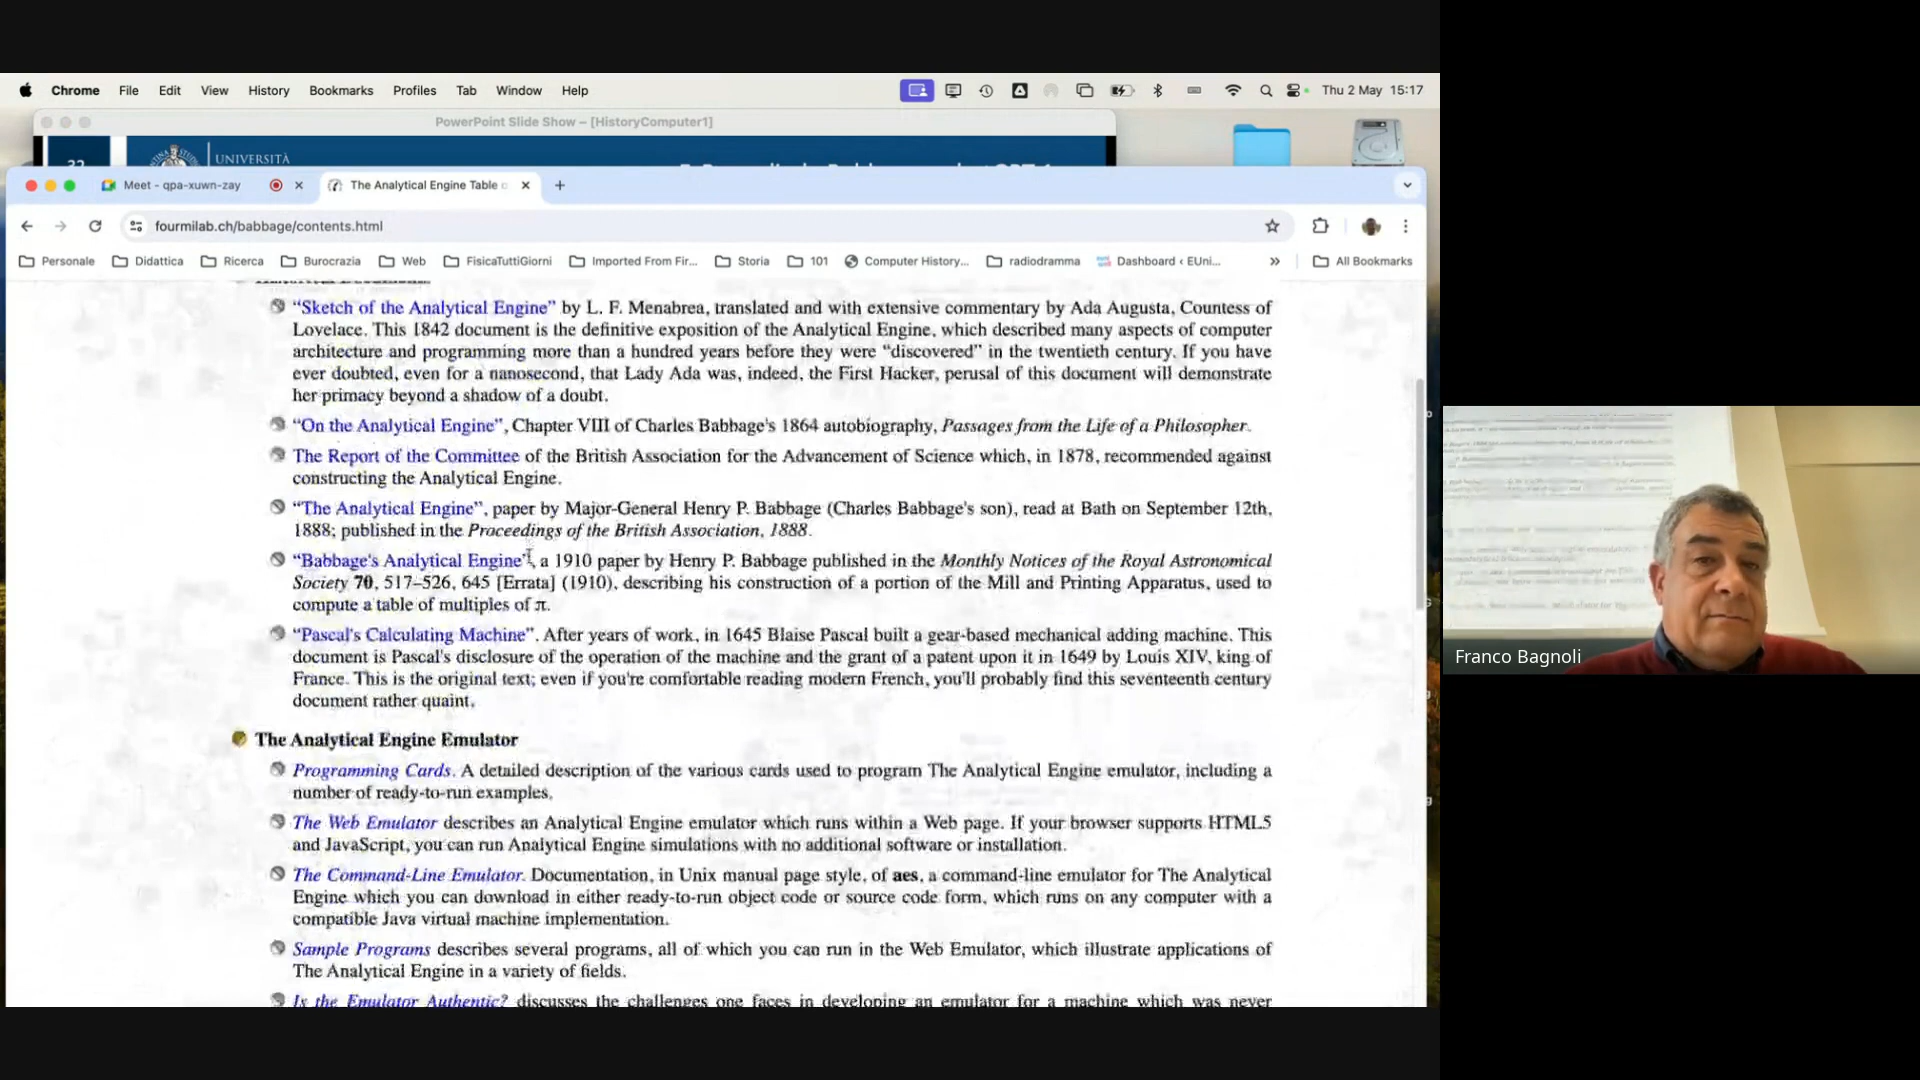 Chrome File Edit View History Bookmarks Profiles Tab Window Help Thu 2 May 15:17
PowerPoint Slide Show – [HistoryComputer1]
UNIVERSITÀ
Meet - qpa-xuwn-zay The Analytical Engine Table
fourmilab.ch/babbage/contents.html
Personale Didattica Ricerca Burocrazia Web FisicaTuttiGiorni Imported From Fir... Storia 101 Computer History... radiodramma Dashboard ‹ EUni... » All Bookmarks
“Sketch of the Analytical Engine” by L. F. Menabrea, translated and with extensive commentary by Ada Augusta, Countess of
Lovelace. This 1842 document is the definitive exposition of the Analytical Engine, which described many aspects of computer
architecture and programming more than a hundred years before they were “discovered” in the twentieth century. If you have
ever doubted, even for a nanosecond, that Lady Ada was, indeed, the First Hacker, perusal of this document will demonstrate
her primacy beyond a shadow of a doubt.
“On the Analytical Engine”, Chapter VIII of Charles Babbage's 1864 autobiography, Passages from the Life of a Philosopher.
The Report of the Committee of the British Association for the Advancement of Science which, in 1878, recommended against
constructing the Analytical Engine.
“The Analytical Engine”, paper by Major-General Henry P. Babbage (Charles Babbage's son), read at Bath on September 12th,
1888; published in the Proceedings of the British Association, 1888.
“Babbage's Analytical Engine”, a 1910 paper by Henry P. Babbage published in the Monthly Notices of the Royal Astronomical
Society 70, 517–526, 645 [Errata] (1910), describing his construction of a portion of the Mill and Printing Apparatus, used to
compute a table of multiples of π.
“Pascal's Calculating Machine”. After years of work, in 1645 Blaise Pascal built a gear-based mechanical adding machine. This
document is Pascal's disclosure of the operation of the machine and the grant of a patent upon it in 1649 by Louis XIV, king of
France. This is the original text; even if you're comfortable reading modern French, you'll probably find this seventeenth century
document rather quaint.
The Analytical Engine Emulator
Programming Cards. A detailed description of the various cards used to program The Analytical Engine emulator, including a
number of ready-to-run examples.
The Web Emulator describes an Analytical Engine emulator which runs within a Web page. If your browser supports HTML5
and JavaScript, you can run Analytical Engine simulations with no additional software or installation.
The Command-Line Emulator. Documentation, in Unix manual page style, of aes, a command-line emulator for The Analytical
Engine which you can download in either ready-to-run object code or source code form, which runs on any computer with a
compatible Java virtual machine implementation.
Sample Programs describes several programs, all of which you can run in the Web Emulator, which illustrate applications of
The Analytical Engine in a variety of fields.
Is the Emulator Authentic? discusses the challenges one faces in developing an emulator for a machine which was never
Franco Bagnoli